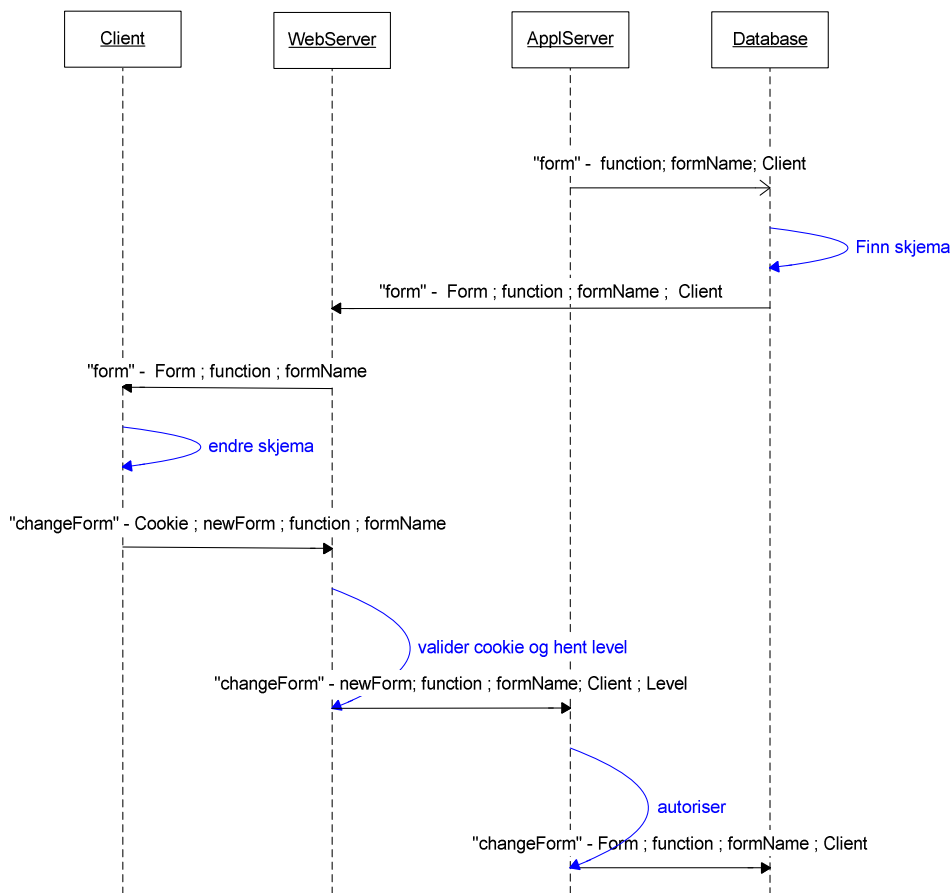 Client
WebServer
ApplServer
Database
"form" - function; formName; Client
Finn skjema
"form" - Form ; function ; formName ; Client
"form" - Form ; function ; formName
endre skjema
"changeForm" - Cookie ; newForm ; function ; formName
valider cookie og hent level
"changeForm" - newForm; function ; formName; Client ; Level
autoriser
"changeForm" - Form ; function ; formName ; Client